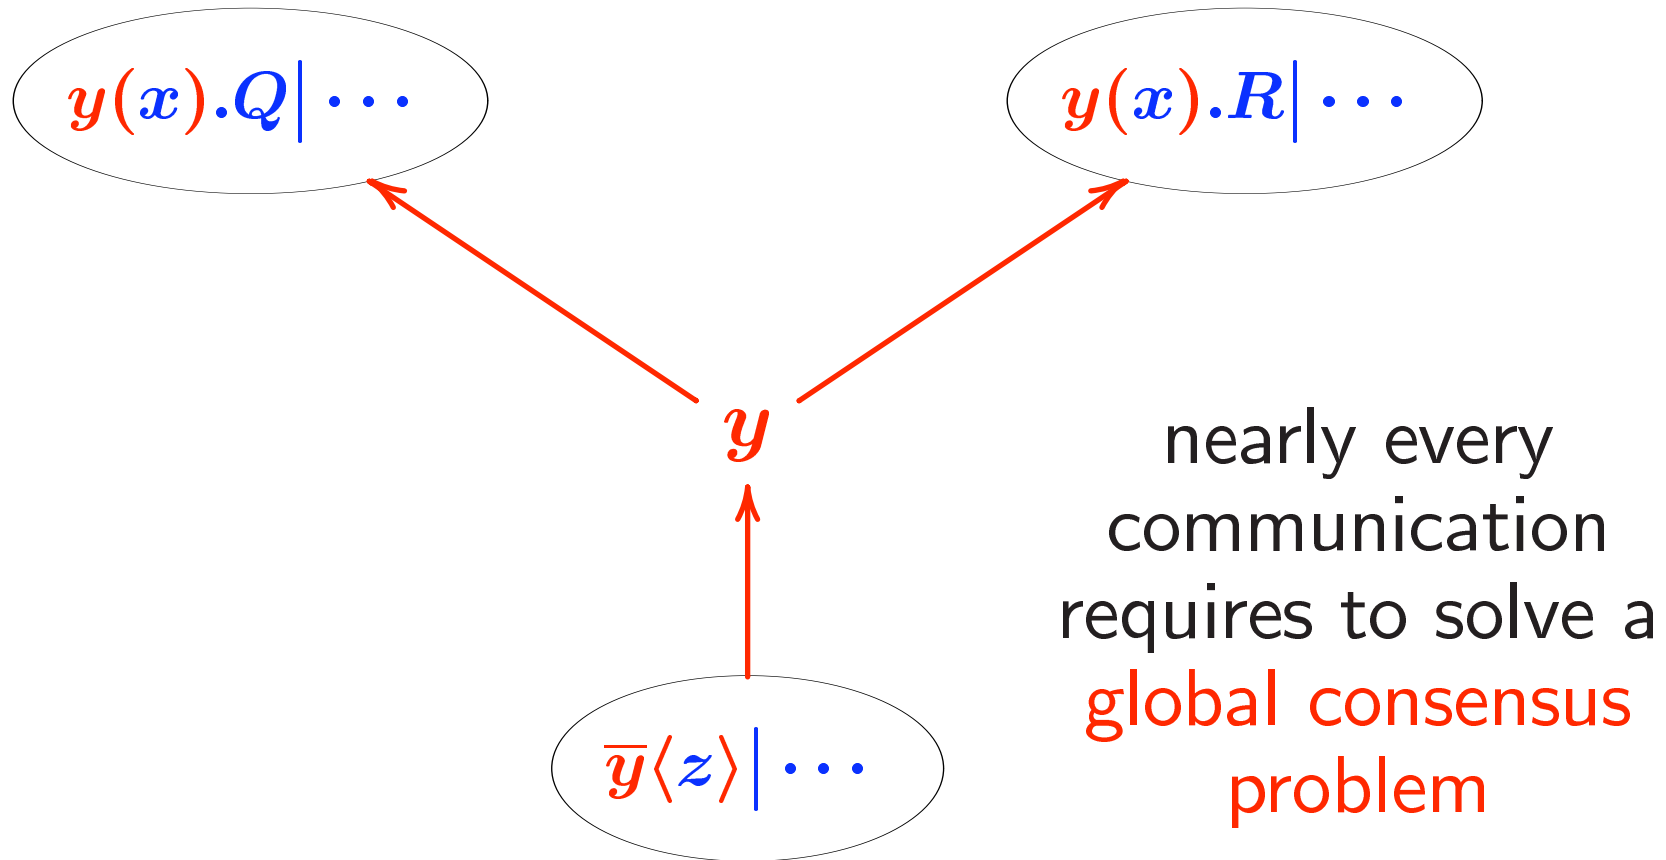 y(x).Q| ···
y(x).R| ···
y
nearly every
communication
requires to solve a
global consensus
problem
y̅⟨z⟩| ···